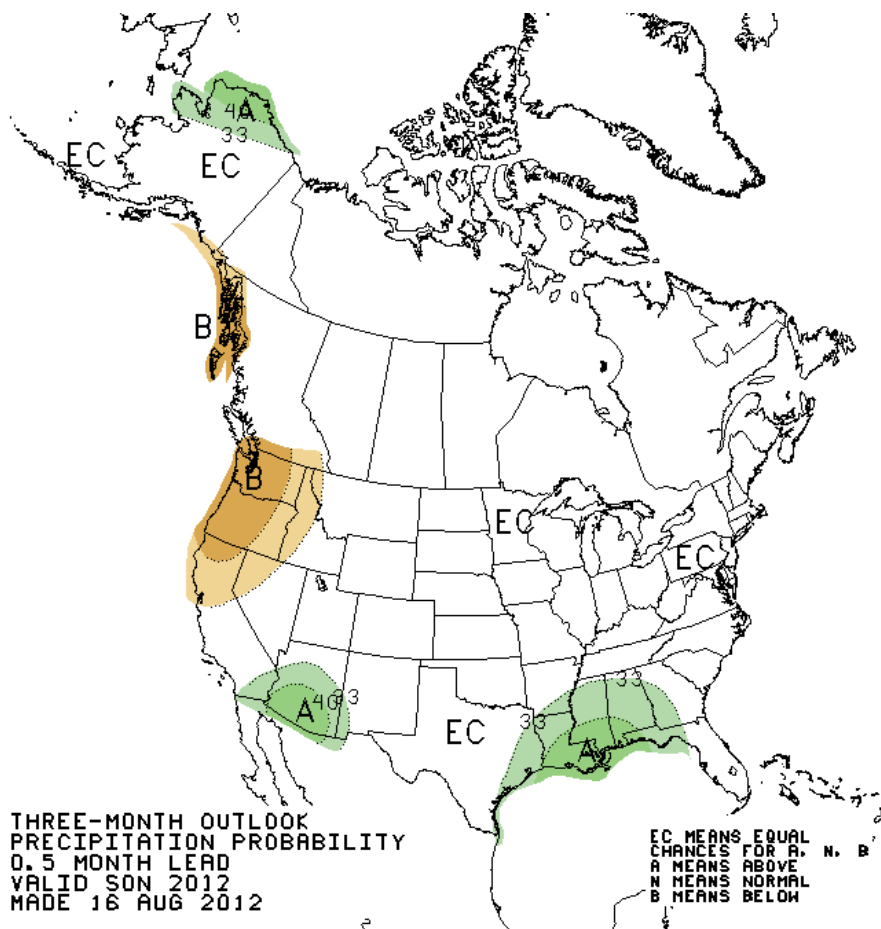 40
A
33
EC
EC
B
B
EC
EC
40
33
A
33
33
EC
A
THREE-MONTH OUTLOOK
PRECIPITATION PROBABILITY
0.5 MONTH LEAD
VALID SON 2012
MADE 16 AUG 2012
EC MEANS EQUAL
CHANCES FOR A, N, B
A MEANS ABOVE
N MEANS NORMAL
B MEANS BELOW